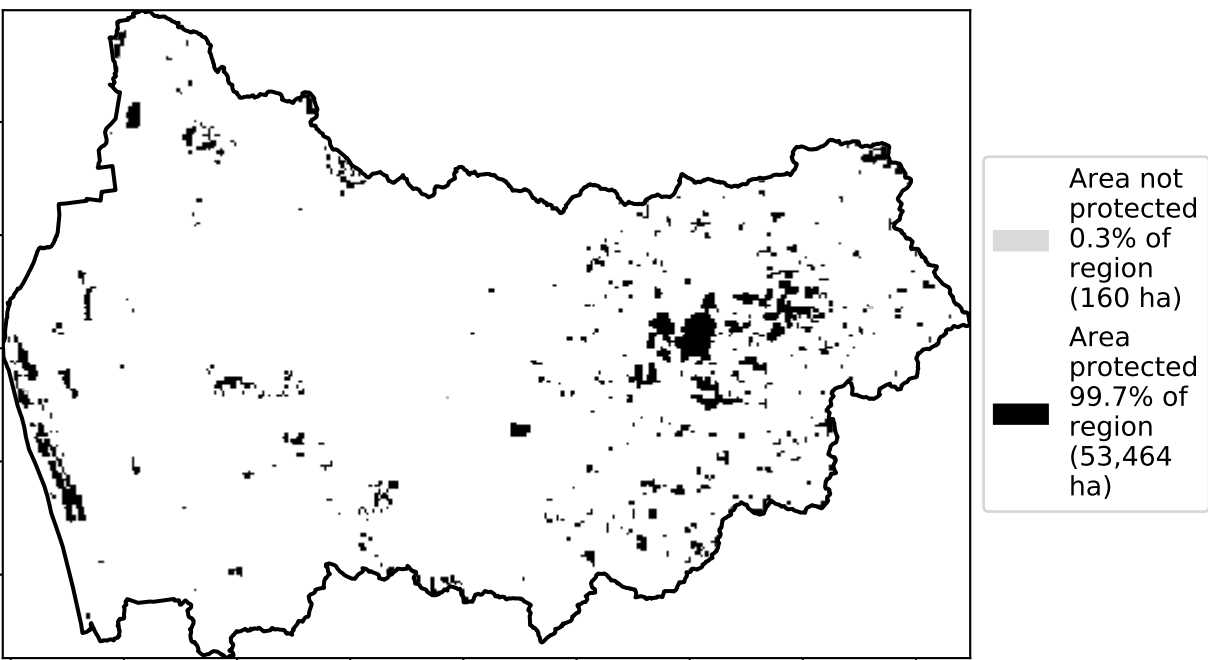 Area not
protected
0.3% of
region
(160 ha)
Area
protected
99.7% of
region
(53,464
ha)